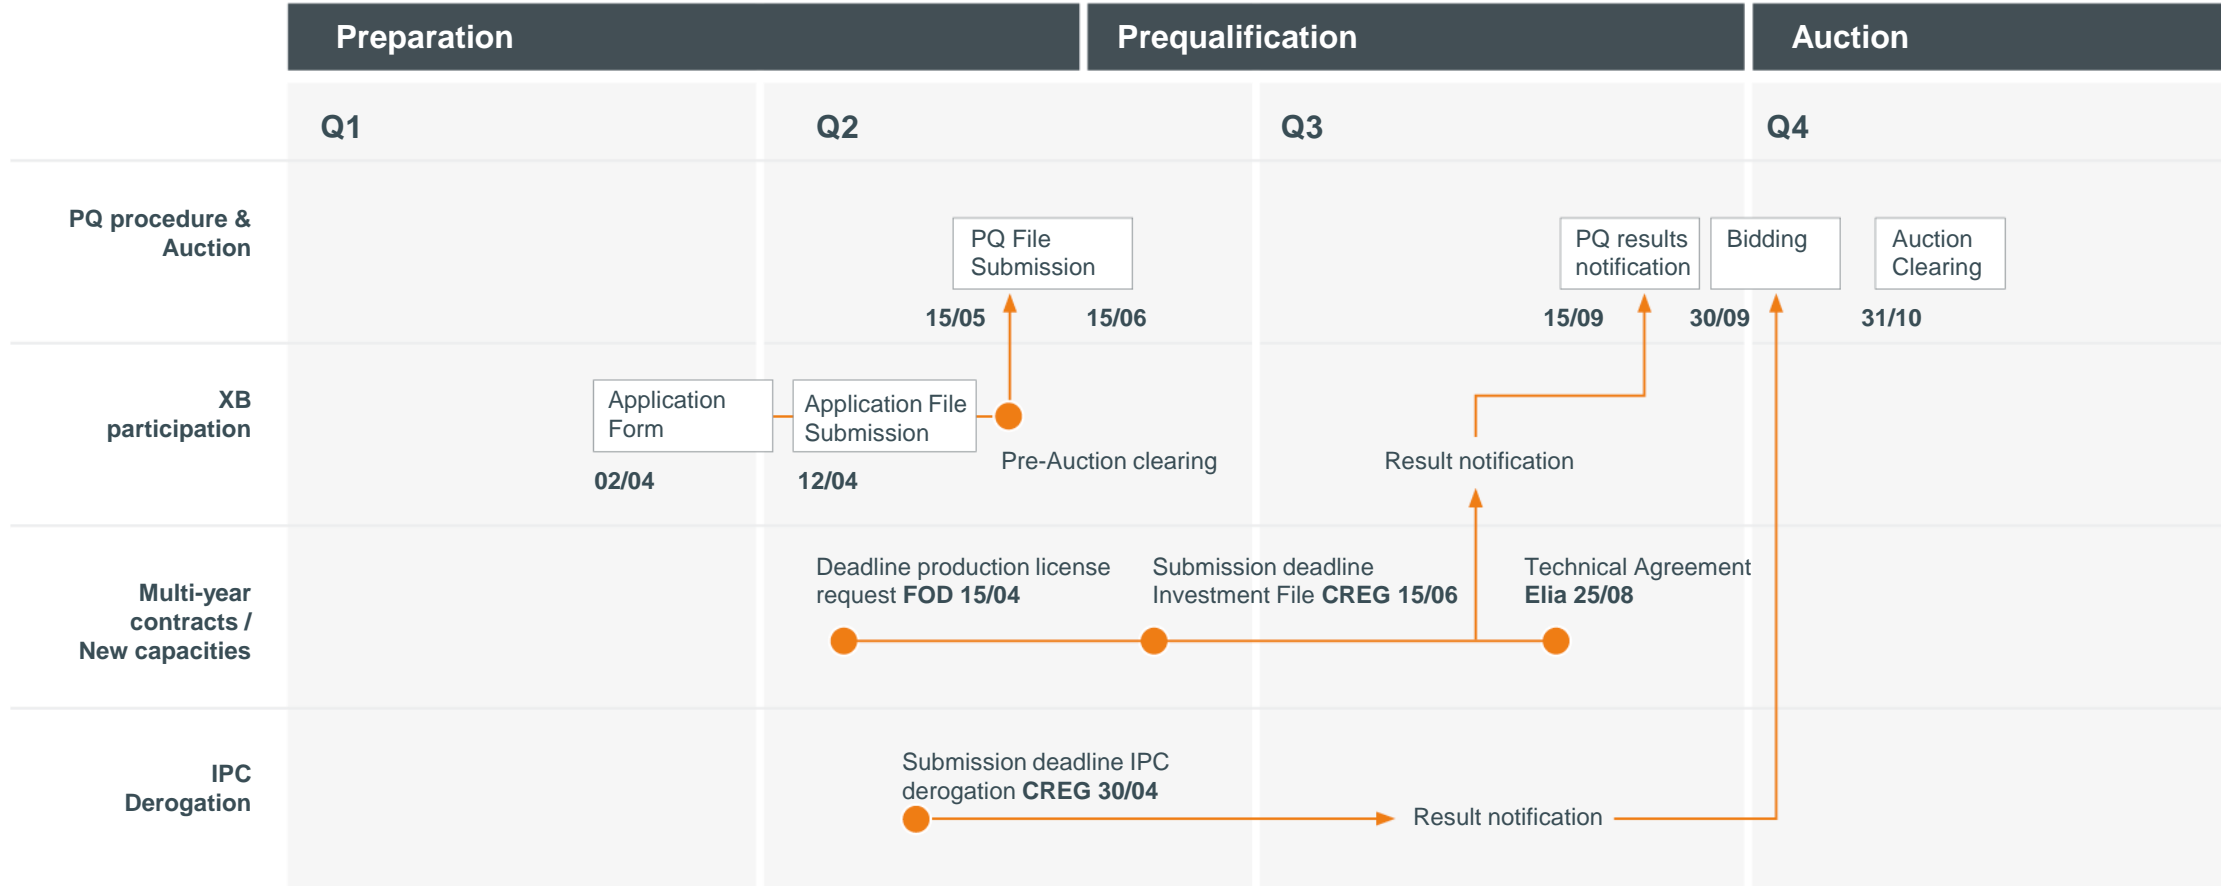 Preparation
Prequalification
Auction
Q1
Q2
Q3
Q4
PQ procedure &
Auction
PQ File
Submission
15/05
15/06
PQ results
notification
15/09
Bidding
30/09
Auction
Clearing
31/10
XB
participation
Application
Form
02/04
Application File
Submission
12/04
Pre-Auction clearing
Result notification
Multi-year
contracts /
New capacities
Deadline production license
request FOD 15/04
Submission deadline
Investment File CREG 15/06
Technical Agreement
Elia 25/08
IPC
Derogation
Submission deadline IPC
derogation CREG 30/04
Result notification